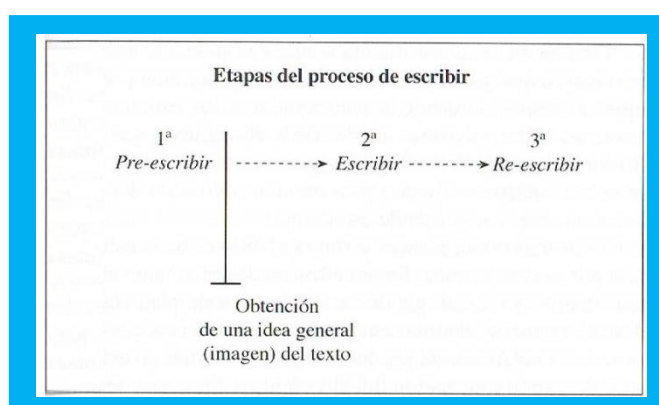 Etapas del proceso de escribir
1ª 2ª 3ª
Pre-escribir Escribir Re-escribir
Obtención
de una idea general
(imagen) del texto